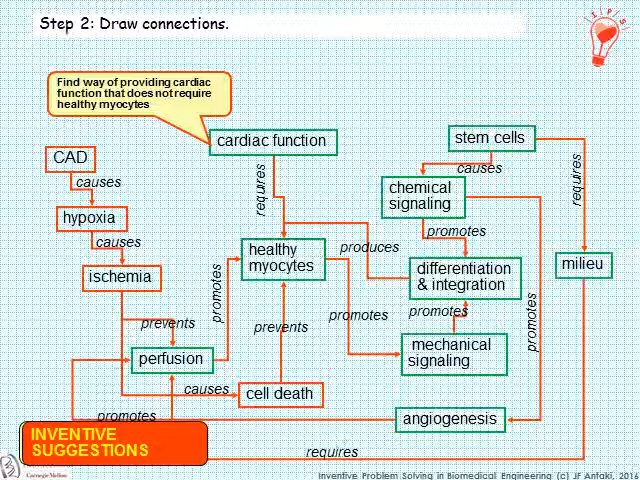 Step 2: Draw connections.
I P S
Find way of providing cardiac
function that does not require
healthy myocytes
cardiac function
stem cells
CAD
causes
causes
requires
requires
chemical
signaling
hypoxia
promotes
causes
healthy
myocytes
produces
differentiation
& integration
milieu
ischemia
promotes
prevents
prevents
promotes
promotes
promotes
mechanical
signaling
perfusion
causes
cell death
promotes
angiogenesis
INVENTIVE
SUGGESTIONS
requires
Carnegie Mellon
Inventive Problem Solving in Biomedical Engineering (c) JF Antaki, 2014